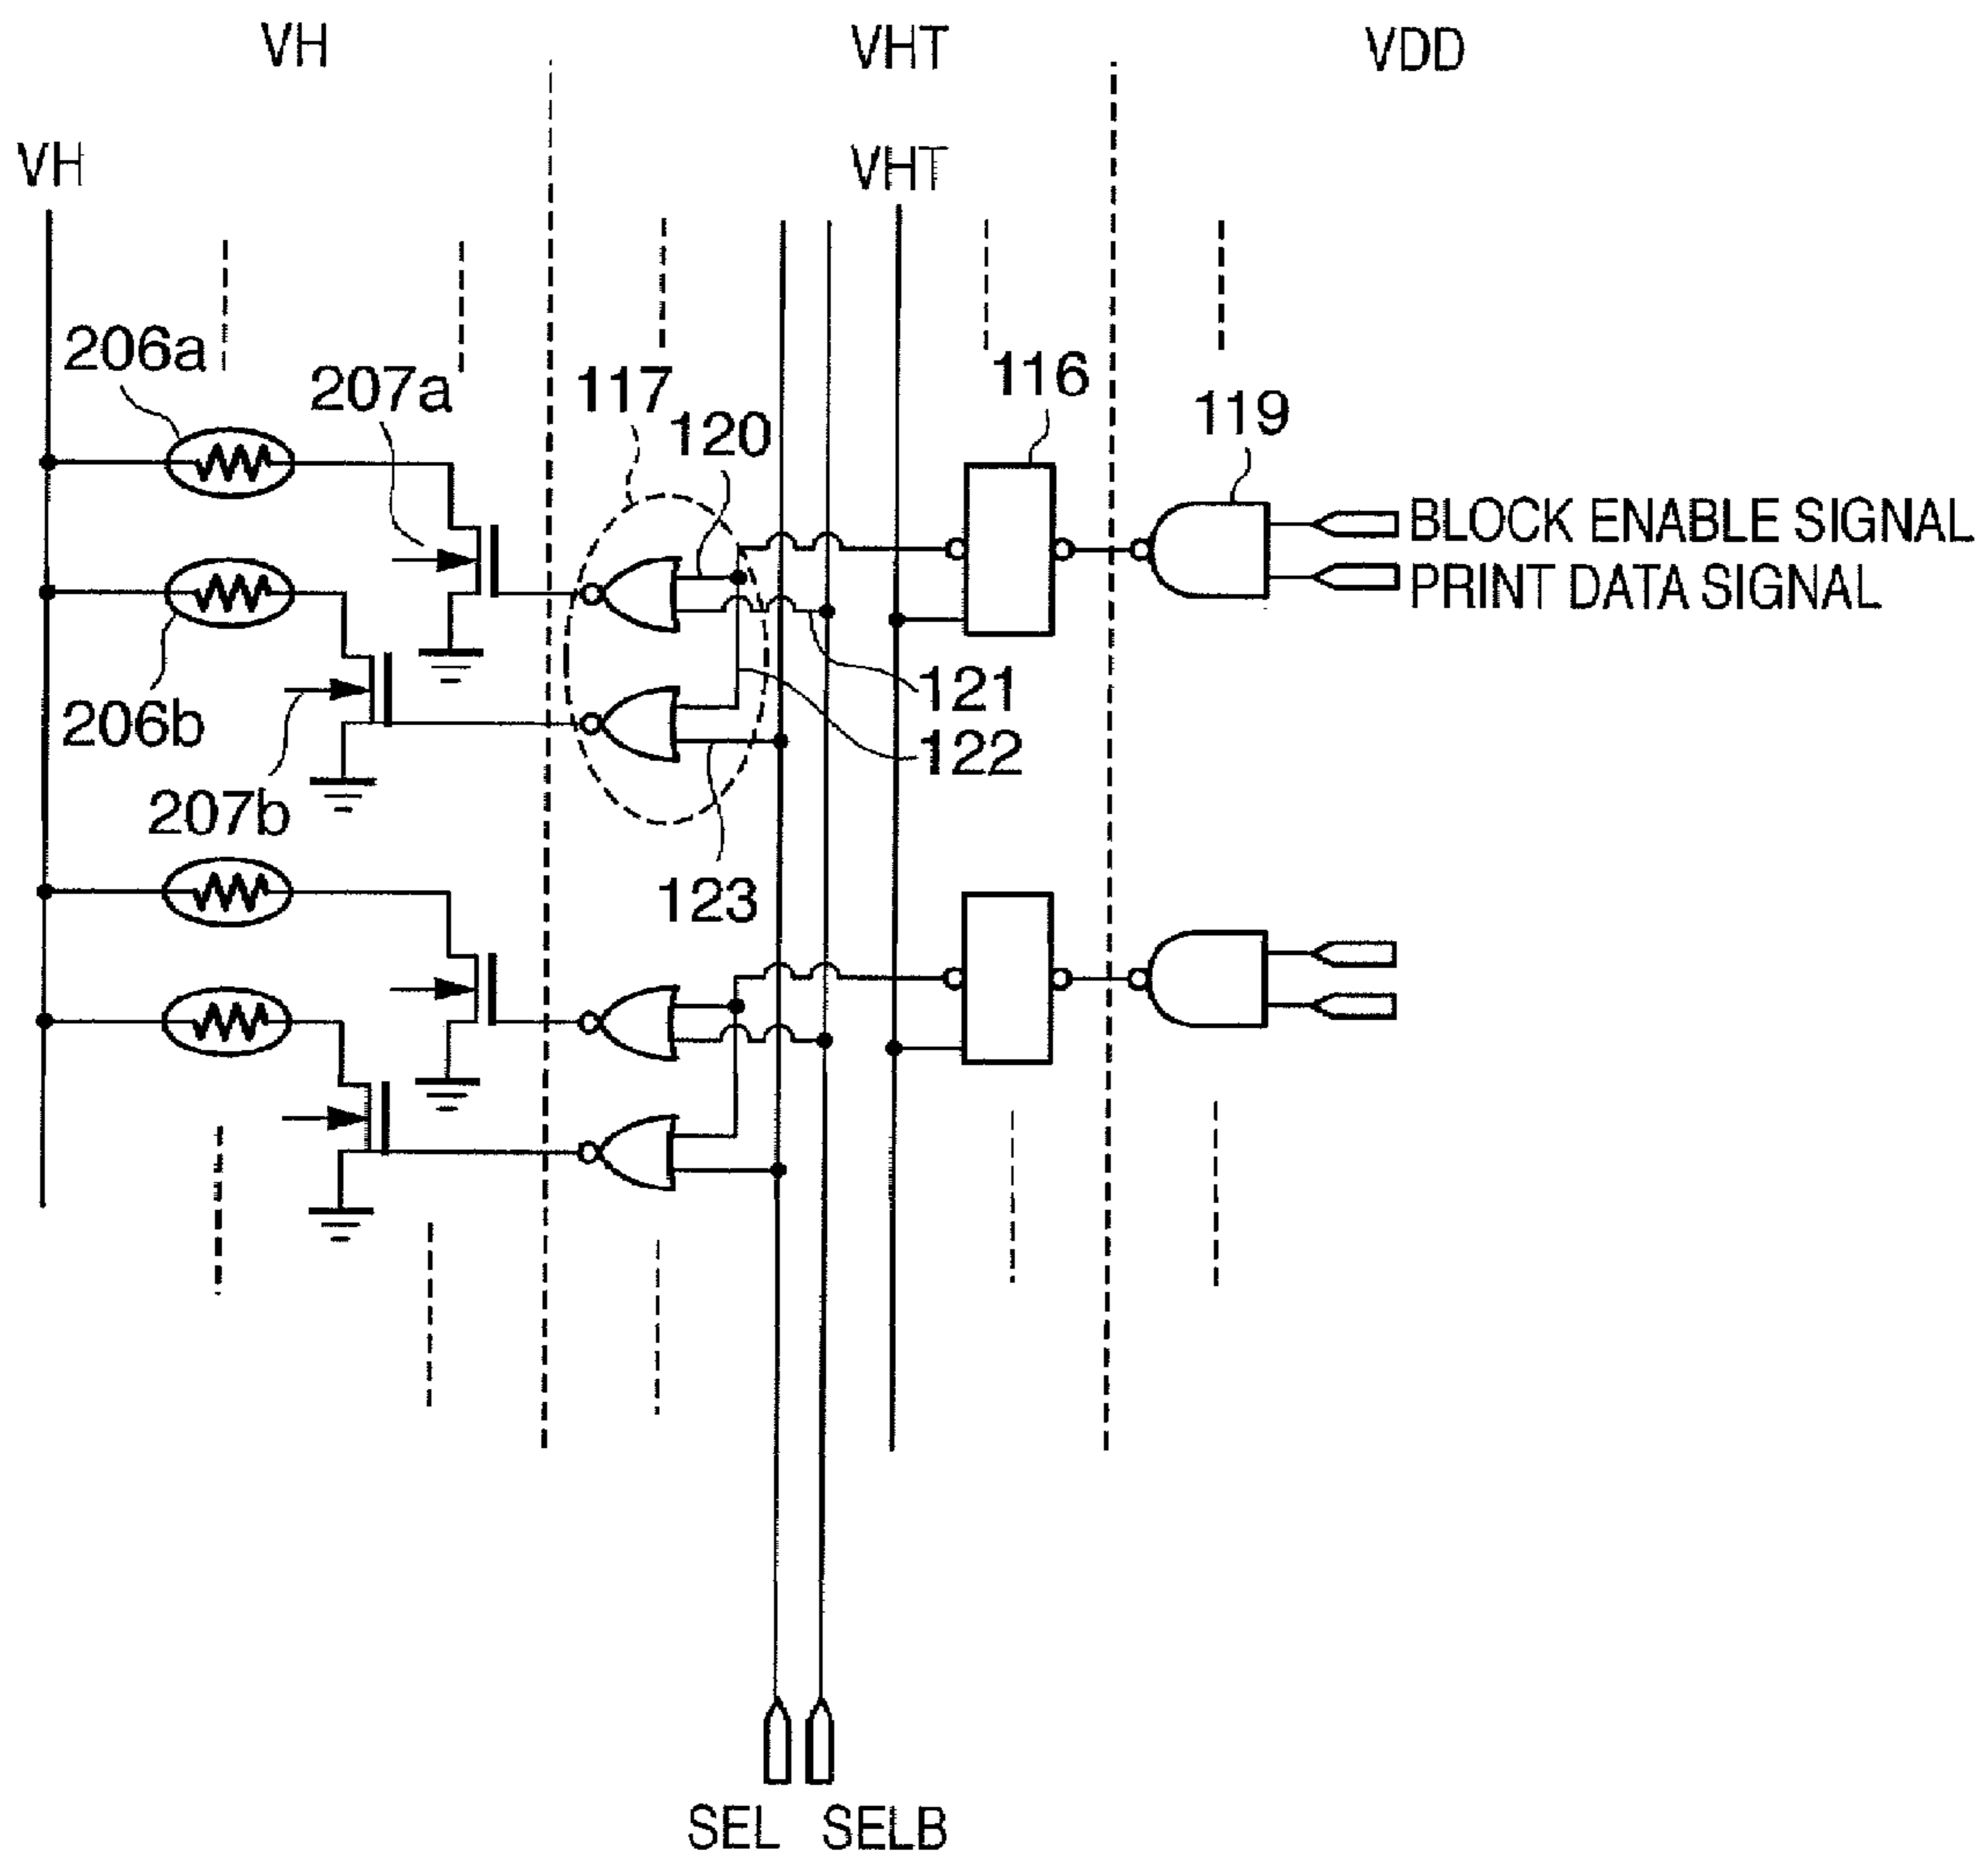 VH
VHT
VDD
VH
VHT
206a
207a
117
120
116
119
BLOCK ENABLE SIGNAL
PRINT DATA SIGNAL
206b
207b
121
122
123
SEL
SELB